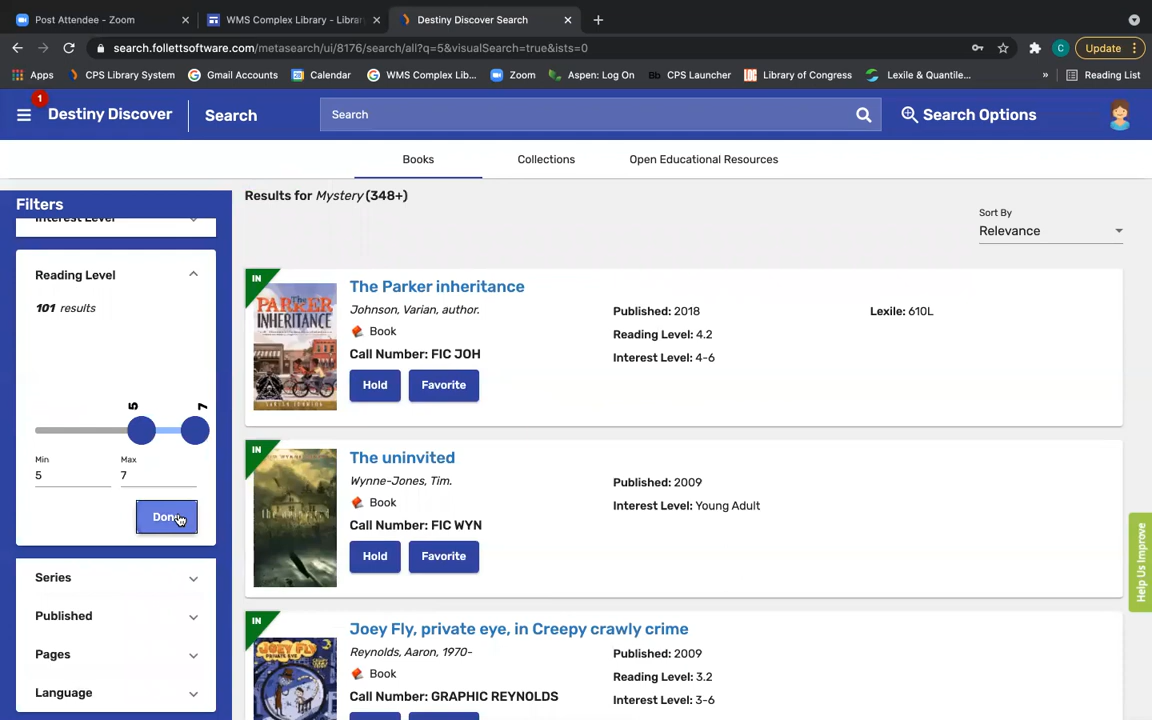 Post Attendee - Zoom
WMS Complex Library - Librar
Destiny Discover Search
search.follettsoftware.com/metasearch/ui/8176/search/all?q=5&visualSearch=true&ists=0
C
Update
Apps
CPS Library System
Gmail Accounts
Calendar
WMS Complex Lib...
Zoom
Aspen: Log On
Bb CPS Launcher
Library of Congress
Lexile & Quantile...
»
Reading List
1
Destiny Discover
Search
Search
Search Options
Books
Collections
Open Educational Resources
Filters
Interest Level
Reading Level
101 results
5
7
Min
Max
5
7
Done
Series
Published
Pages
Language
Results for Mystery (348+)
Sort By
Relevance
IN
THE PARKER INHERITANCE
The Parker inheritance
Johnson, Varian, author.
Book
Call Number: FIC JOH
Hold
Favorite
Published: 2018
Reading Level: 4.2
Interest Level: 4-6
Lexile: 610L
IN
The uninvited
Wynne-Jones, Tim.
Book
Call Number: FIC WYN
Hold
Favorite
Published: 2009
Interest Level: Young Adult
IN
JOEY FLY
PRIVATE EYE
Joey Fly, private eye, in Creepy crawly crime
Reynolds, Aaron, 1970-
Book
Call Number: GRAPHIC REYNOLDS
Published: 2009
Reading Level: 3.2
Interest Level: 3-6
Help Us Improve